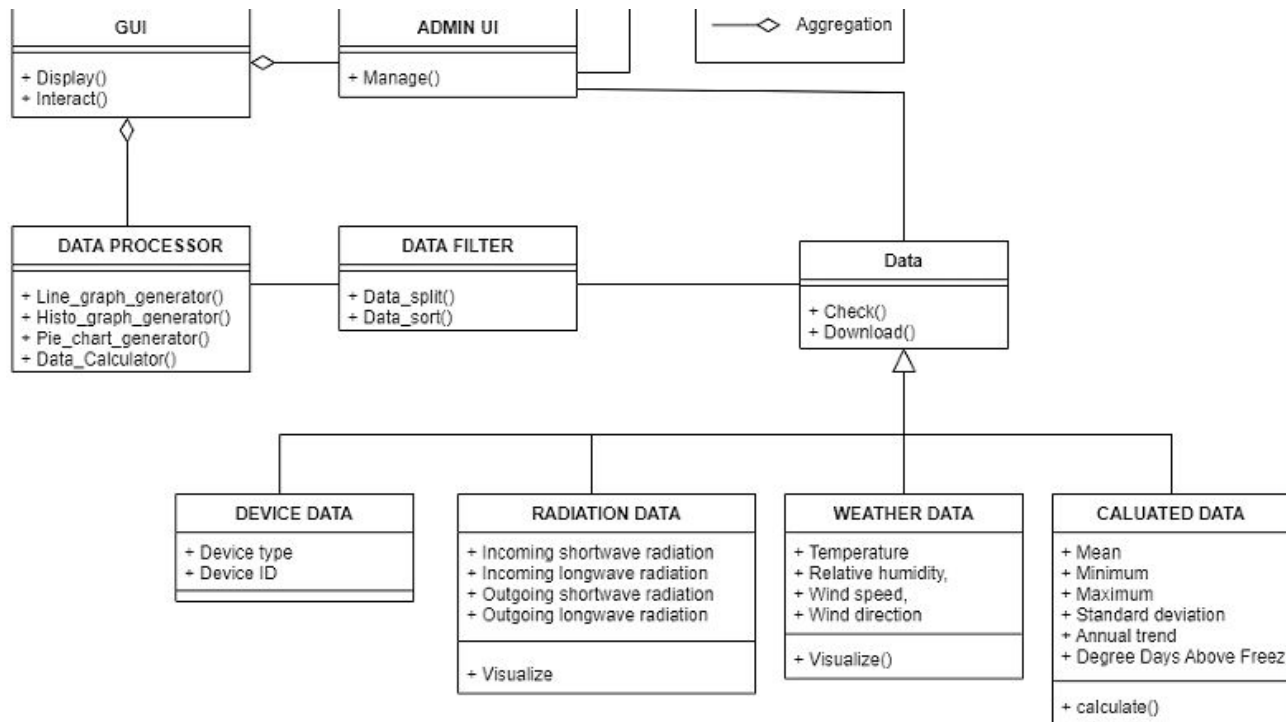 GUI
+ Display()
+ Interact()
ADMIN UI
+ Manage()
Aggregation
DATA PROCESSOR
+ Line_graph_generator()
+ Histo_graph_generator()
+ Pie_chart_generator()
+ Data_Calculator()
DATA FILTER
+ Data_split()
+ Data_sort()
Data
+ Check()
+ Download()
DEVICE DATA
+ Device type
+ Device ID
RADIATION DATA
+ Incoming shortwave radiation
+ Incoming longwave radiation
+ Outgoing shortwave radiation
+ Outgoing longwave radiation
+ Visualize
WEATHER DATA
+ Temperature
+ Relative humidity,
+ Wind speed,
+ Wind direction
+ Visualize()
CALUATED DATA
+ Mean
+ Minimum
+ Maximum
+ Standard deviation
+ Annual trend
+ Degree Days Above Freez
+ calculate()